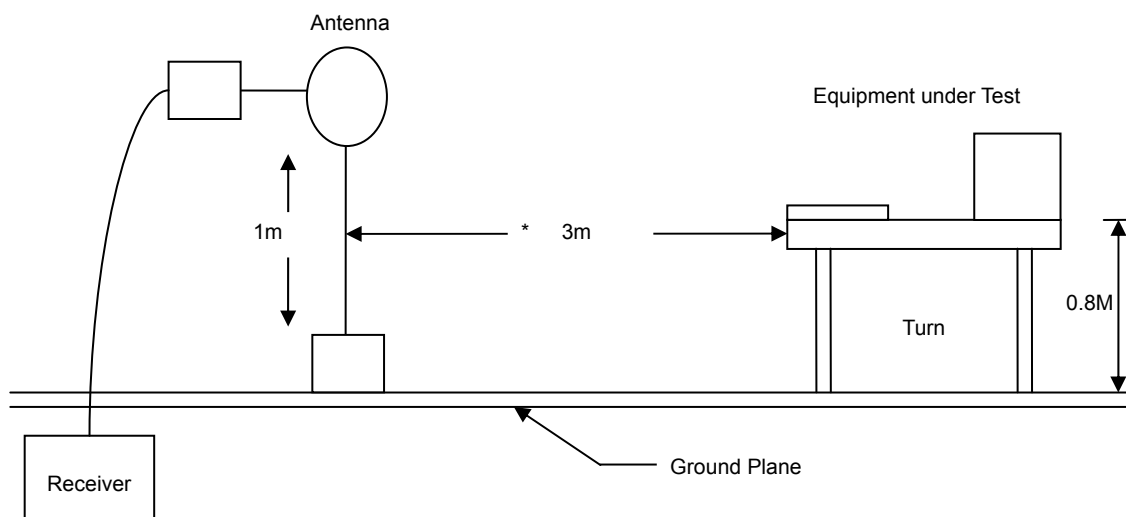 Antenna
Equipment under Test
1m
* 3m
0.8M
Turn
Ground Plane
Receiver